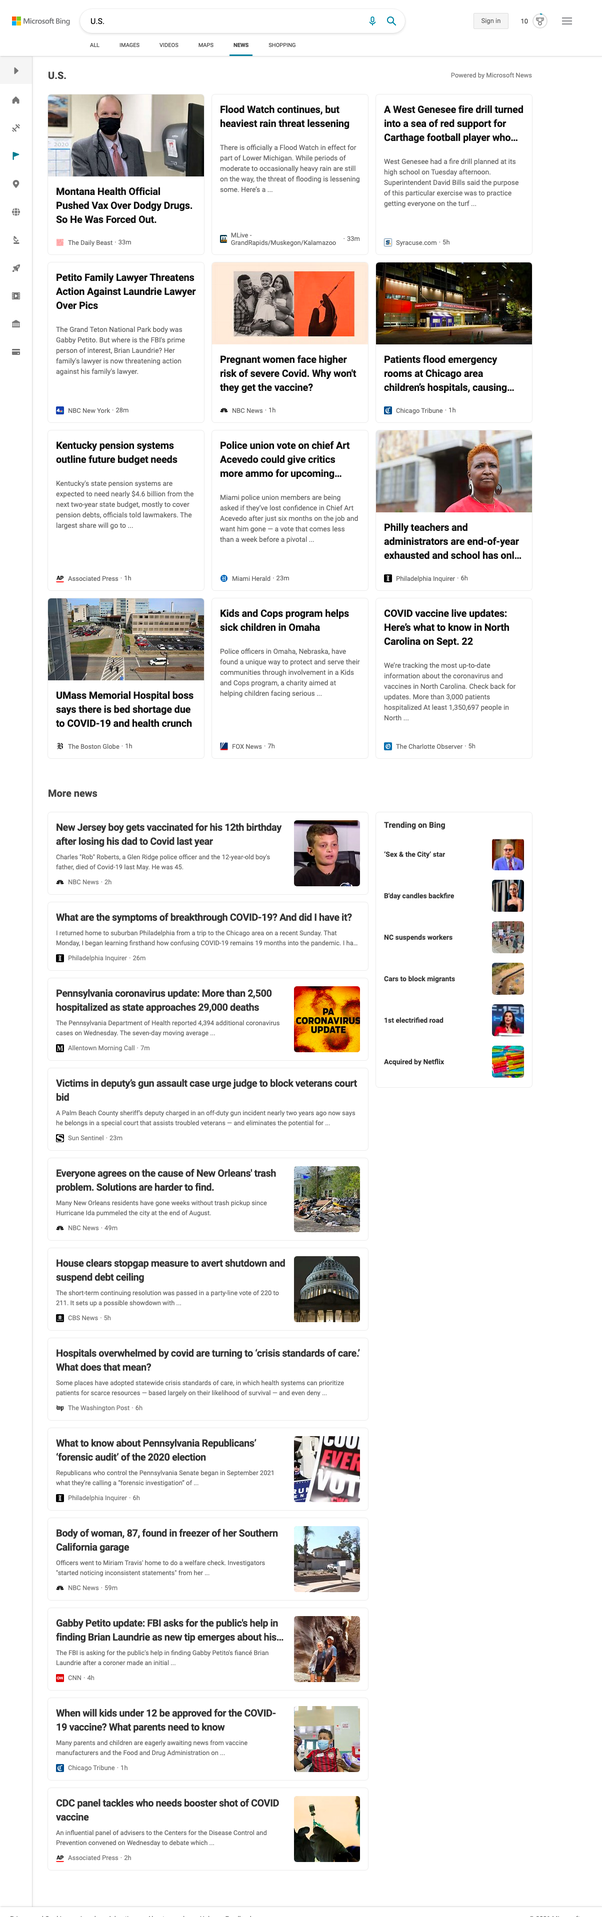 Microsoft Bing
U.S.
Sign in
10
ALL
IMAGES
VIDEOS
MAPS
NEWS
SHOPPING
U.S.
Powered by Microsoft News
Montana Health Official
Pushed Vax Over Dodgy Drugs.
So He Was Forced Out.
The Daily Beast · 33m
Flood Watch continues, but
heaviest rain threat lessening
There is officially a Flood Watch in effect for
part of Lower Michigan. While periods of
moderate to occasionally heavy rain are still
on the way, the threat of flooding is lessening
some. Here's a ...
MLive -
GrandRapids/Muskegon/Kalamazoo · 33m
A West Genesee fire drill turned
into a sea of red support for
Carthage football player who...
West Genesee had a fire drill planned at its
high school on Tuesday afternoon.
Superintendent David Bills said the purpose
of this particular exercise was to practice
getting everyone on the turf ...
Syracuse.com · 5h
Petito Family Lawyer Threatens
Action Against Laundrie Lawyer
Over Pics
The Grand Teton National Park body was
Gabby Petito. But where is the FBI's prime
person of interest, Brian Laundrie? Her
family's lawyer is now threatening action
against his family's lawyer.
NBC New York · 28m
Pregnant women face higher
risk of severe Covid. Why won't
they get the vaccine?
NBC News · 1h
Patients flood emergency
rooms at Chicago area
children's hospitals, causing...
Chicago Tribune · 1h
Kentucky pension systems
outline future budget needs
Kentucky's state pension systems are
expected to need nearly $4.6 billion from the
next two-year state budget, mostly to cover
pension debts, officials told lawmakers. The
largest share will go to ...
AP Associated Press · 1h
Police union vote on chief Art
Acevedo could give critics
more ammo for upcoming...
Miami police union members are being
asked if they've lost confidence in Chief Art
Acevedo after just six months on the job and
want him gone — a vote that comes less
than a week before a pivotal ...
Miami Herald · 23m
Philly teachers and
administrators are end-of-year
exhausted and school has onl...
Philadelphia Inquirer · 6h
UMass Memorial Hospital boss
says there is bed shortage due
to COVID-19 and health crunch
The Boston Globe · 1h
Kids and Cops program helps
sick children in Omaha
Police officers in Omaha, Nebraska, have
found a unique way to protect and serve their
communities through involvement in a Kids
and Cops program, a charity aimed at
helping children facing serious ...
FOX News · 7h
COVID vaccine live updates:
Here's what to know in North
Carolina on Sept. 22
We're tracking the most up-to-date
information about the coronavirus and
vaccines in North Carolina. Check back for
updates. More than 3,000 patients
hospitalized At least 1,350,697 people in
North ...
The Charlotte Observer · 5h
More news
New Jersey boy gets vaccinated for his 12th birthday
after losing his dad to Covid last year
Charles "Rob" Roberts, a Glen Ridge police officer and the 12-year-old boy's
father, died of Covid-19 last May. He was 45.
NBC News · 2h
What are the symptoms of breakthrough COVID-19? And did I have it?
I returned home to suburban Philadelphia from a trip to the Chicago area on a recent Sunday. That
Monday, I began learning firsthand how confusing COVID-19 remains 19 months into the pandemic. I ha...
Philadelphia Inquirer · 26m
Pennsylvania coronavirus update: More than 2,500
hospitalized as state approaches 29,000 deaths
The Pennsylvania Department of Health reported 4,394 additional coronavirus
cases on Wednesday. The seven-day moving average ...
Allentown Morning Call · 7m
PA
CORONAVIRUS
UPDATE
Victims in deputy's gun assault case urge judge to block veterans court
bid
A Palm Beach County sheriff's deputy charged in an off-duty gun incident nearly two years ago now says
he belongs in a special court that assists troubled veterans — and eliminates the potential for ...
Sun Sentinel · 23m
Everyone agrees on the cause of New Orleans' trash
problem. Solutions are harder to find.
Many New Orleans residents have gone weeks without trash pickup since
Hurricane Ida pummeled the city at the end of August.
NBC News · 49m
House clears stopgap measure to avert shutdown and
suspend debt ceiling
The short-term continuing resolution was passed in a party-line vote of 220 to
211. It sets up a possible showdown with ...
CBS News · 5h
Hospitals overwhelmed by covid are turning to 'crisis standards of care.'
What does that mean?
Some places have adopted statewide crisis standards of care, in which health systems can prioritize
patients for scarce resources — based largely on their likelihood of survival — and even deny ...
wp The Washington Post · 6h
What to know about Pennsylvania Republicans'
'forensic audit' of the 2020 election
Republicans who control the Pennsylvania Senate began in September 2021
what they're calling a "forensic investigation" of ...
Philadelphia Inquirer · 6h
Body of woman, 87, found in freezer of her Southern
California garage
Officers went to Miriam Travis' home to do a welfare check. Investigators
"started noticing inconsistent statements" from her ...
NBC News · 59m
Gabby Petito update: FBI asks for the public's help in
finding Brian Laundrie as new tip emerges about his...
The FBI is asking for the public's help in finding Gabby Petito's fiancé Brian
Laundrie after a coroner made an initial ...
CNN · 4h
When will kids under 12 be approved for the COVID-
19 vaccine? What parents need to know
Many parents and children are eagerly awaiting news from vaccine
manufacturers and the Food and Drug Administration on ...
Chicago Tribune · 1h
CDC panel tackles who needs booster shot of COVID
vaccine
An influential panel of advisers to the Centers for the Disease Control and
Prevention convened on Wednesday to debate which ...
AP Associated Press · 2h
Trending on Bing
'Sex & the City' star
B'day candles backfire
NC suspends workers
Cars to block migrants
1st electrified road
Acquired by Netflix